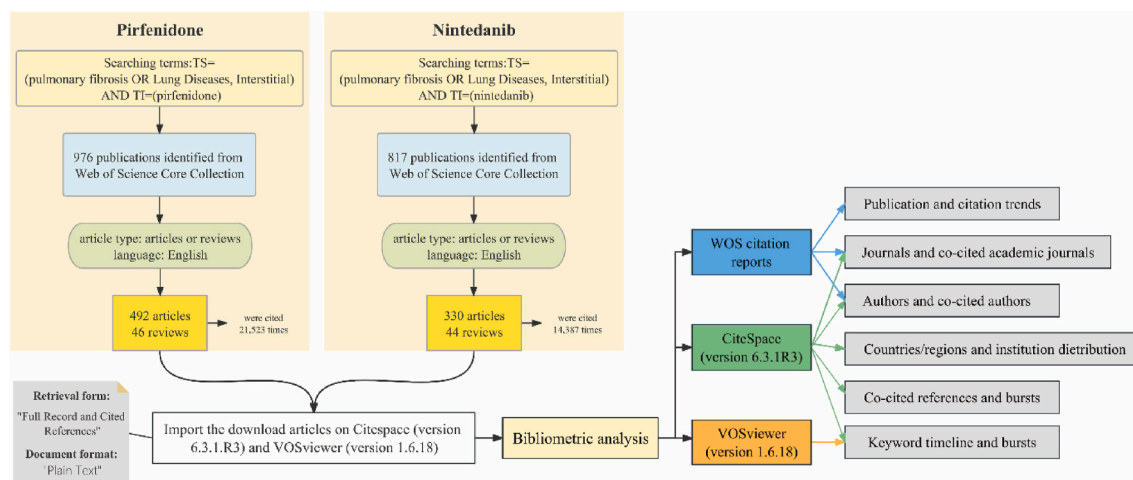 Pirfenidone
Searching terms:TS=
(pulmonary fibrosis OR Lung Diseases, Interstitial)
AND TI=(pirfenidone)
976 publications identified from
Web of Science Core Collection
article type: articles or reviews
language: English
492 articles
46 reviews
were cited
21,523 times
Nintedanib
Searching terms:TS=
(pulmonary fibrosis OR Lung Diseases, Interstitial)
AND TI=(nintedanib)
817 publications identified from
Web of Science Core Collection
article type: articles or reviews
language: English
330 articles
44 reviews
were cited
14,387 times
Retrieval form:
"Full Record and Cited
References"
Document format:
"Plain Text"
Import the download articles on Citespace (version
6.3.1.R3) and VOSviewer (version 1.6.18)
Bibliometric analysis
WOS citation
reports
CiteSpace
(version 6.3.1R3)
VOSviewer
(version 1.6.18)
Publication and citation trends
Journals and co-cited academic journals
Authors and co-cited authors
Countries/regions and institution dietribution
Co-cited references and bursts
Keyword timeline and bursts